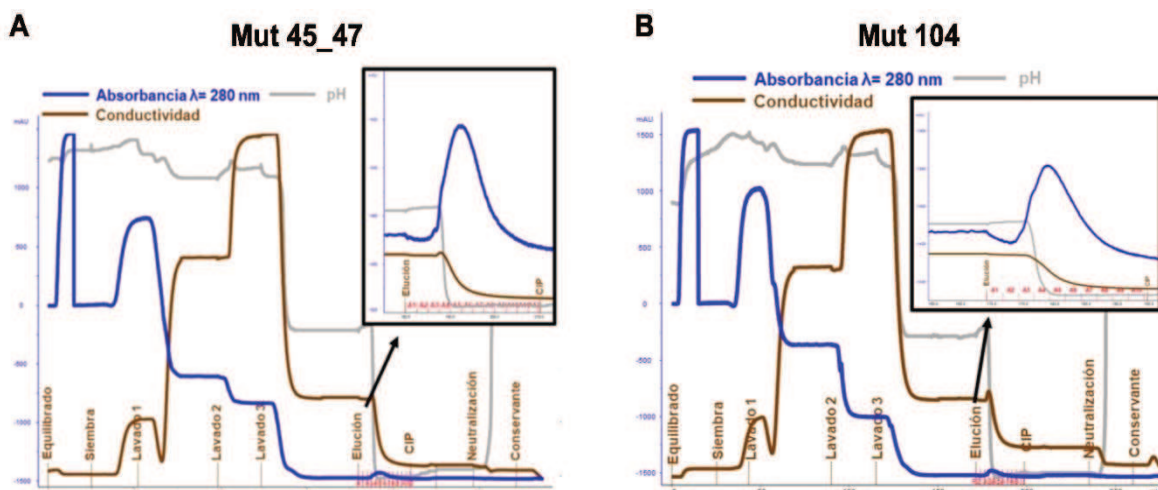 A
Mut 45_47
Absorbancia λ= 280 nm
pH
Conductividad
mAU
1000
500
0
-500
-1000
-1500
Equilibrado
Siembra
Lavado 1
Lavado 2
Lavado 3
Elución
CIP
Neutralización
Conservante
Elución
CIP
B
Mut 104
Absorbancia λ= 280 nm
pH
Conductividad
mAU
1500
1000
500
0
-500
-1000
-1500
Equilibrado
Siembra
Lavado 1
Lavado 2
Lavado 3
Elución
CIP
Neutralización
Conservante
Elución
CIP